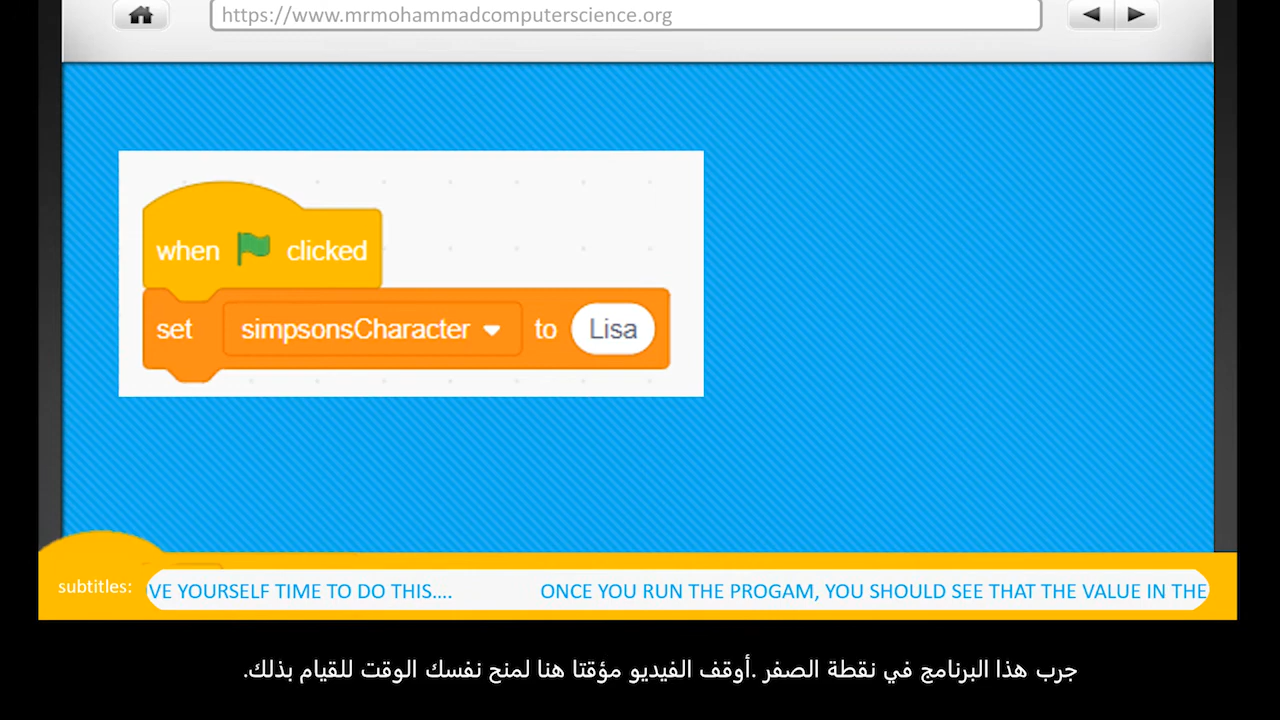 https://www.mrmohammadcomputerscience.org
when clicked
set simpsonsCharacter to Lisa
subtitles: VE YOURSELF TIME TO DO THIS.... ONCE YOU RUN THE PROGAM, YOU SHOULD SEE THAT THE VALUE IN THE
جرب هذا البرنامج في نقطة الصفر .أوقف الفيديو مؤقتا هنا لمنح نفسك الوقت للقيام بذلك.